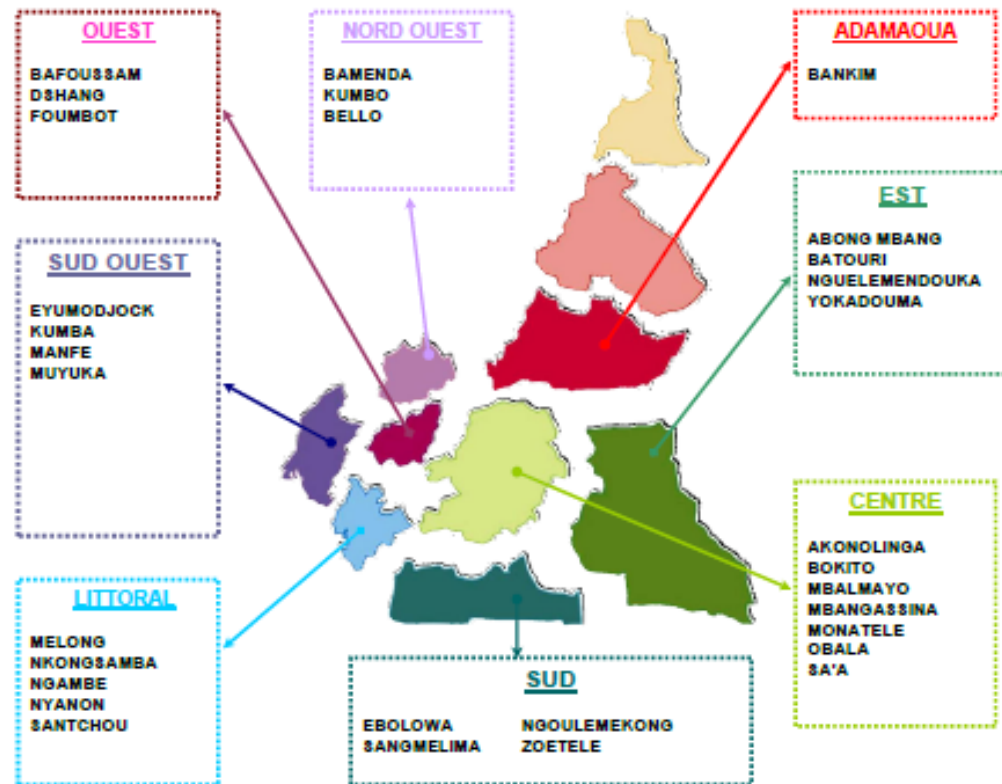 OUEST
BAFOUSSAM
DSHANG
FOUMBOT
NORD OUEST
BAMENDA
KUMBO
BELLO
ADAMAOUA
BANKIM
SUD OUEST
EYUMODJOCK
KUMBA
MANFE
MUYUKA
EST
ABONG MBANG
BATOURI
NGUELEMENDOUKA
YOKADOUMA
LITTORAL
MELONG
NKONGSAMBA
NGAMBE
NYANON
SANTCHOU
SUD
EBOLOWA NGOULEMEKONG
SANGMELIMA ZOETELE
CENTRE
AKONOLINGA
BOKITO
MBALMAYO
MBANGASSINA
MONATELE
OBALA
SA'A